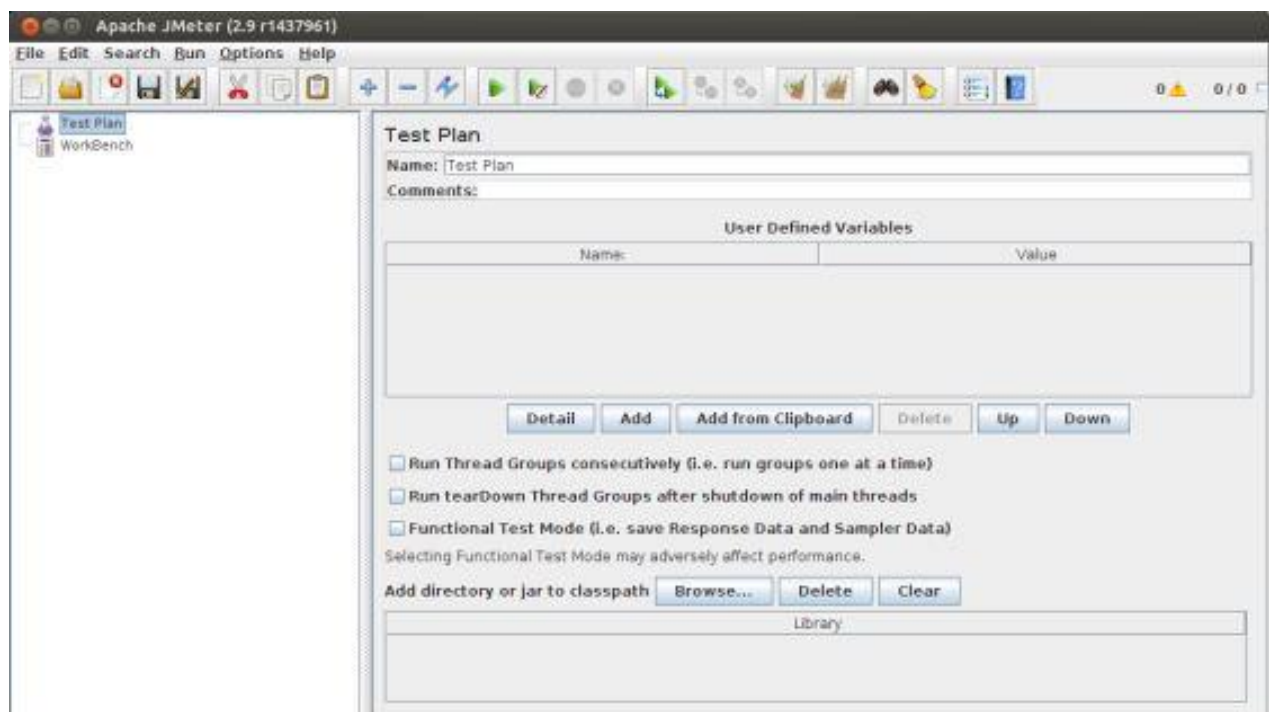 Apache JMeter (2.9 r1437961)
File Edit Search Run Options Help
0 0 / 0
Test Plan
WorkBench
Test Plan
Name: Test Plan
Comments:
User Defined Variables
Name: Value
Detail Add Add from Clipboard Delete Up Down
Run Thread Groups consecutively (i.e. run groups one at a time)
Run tearDown Thread Groups after shutdown of main threads
Functional Test Mode (i.e. save Response Data and Sampler Data)
Selecting Functional Test Mode may adversely affect performance.
Add directory or jar to classpath Browse... Delete Clear
Library